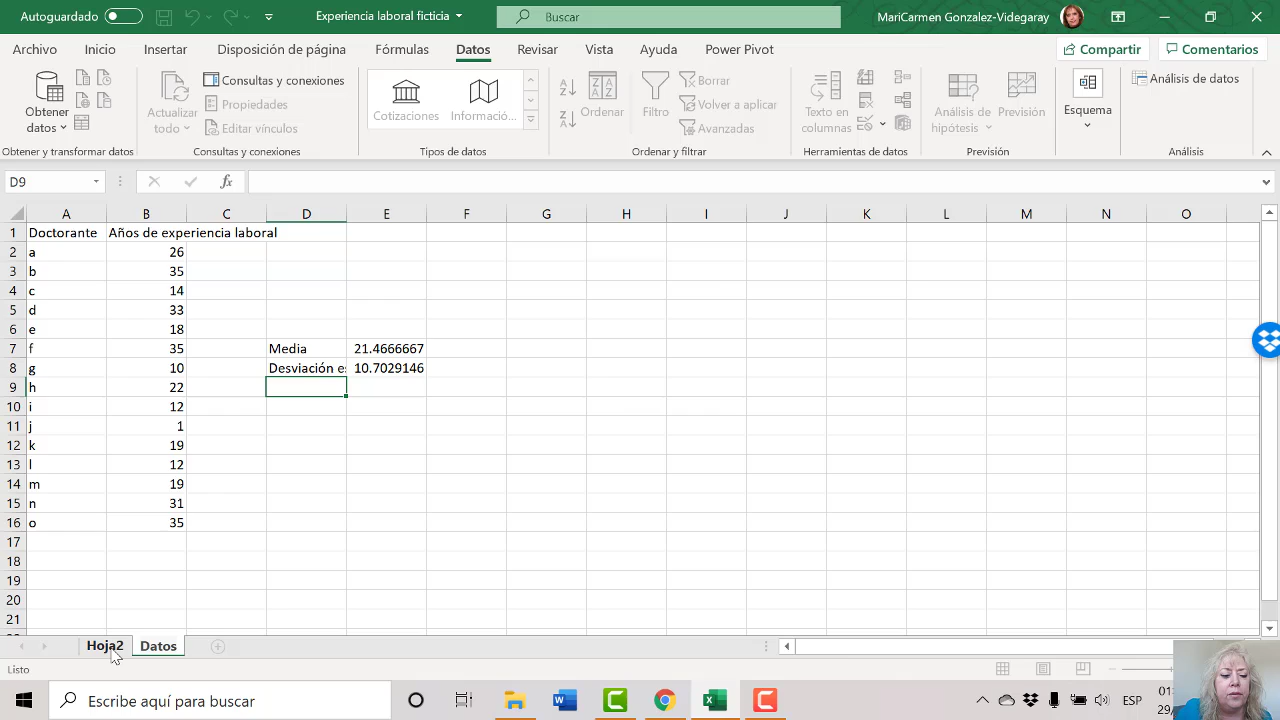 Autoguardado
Experiencia laboral ficticia
Buscar
MariCarmen Gonzalez-Videgaray
Archivo Inicio Insertar Disposición de página Fórmulas Datos Revisar Vista Ayuda Power Pivot Compartir Comentarios
Obtener datos
Actualizar todo
Consultas y conexiones
Propiedades
Editar vínculos
Cotizaciones
Informació...
Ordenar
Filtro
Borrar
Volver a aplicar
Avanzadas
Texto en columnas
Análisis de hipótesis
Previsión
Esquema
Análisis de datos
Obtener y transformar datos Consultas y conexiones Tipos de datos Ordenar y filtrar Herramientas de datos Previsión Análisis
D9 fx
A B C D E F G H I J K L M N O
1 Doctorante Años de experiencia laboral
2 a 26
3 b 35
4 c 14
5 d 33
6 e 18
7 f 35 Media 21.4666667
8 g 10 Desviación es 10.7029146
9 h 22
10 i 12
11 j 1
12 k 19
13 l 12
14 m 19
15 n 31
16 o 35
17
18
19
20
21
Hoja2 Datos
Listo
Escribe aquí para buscar
ESP